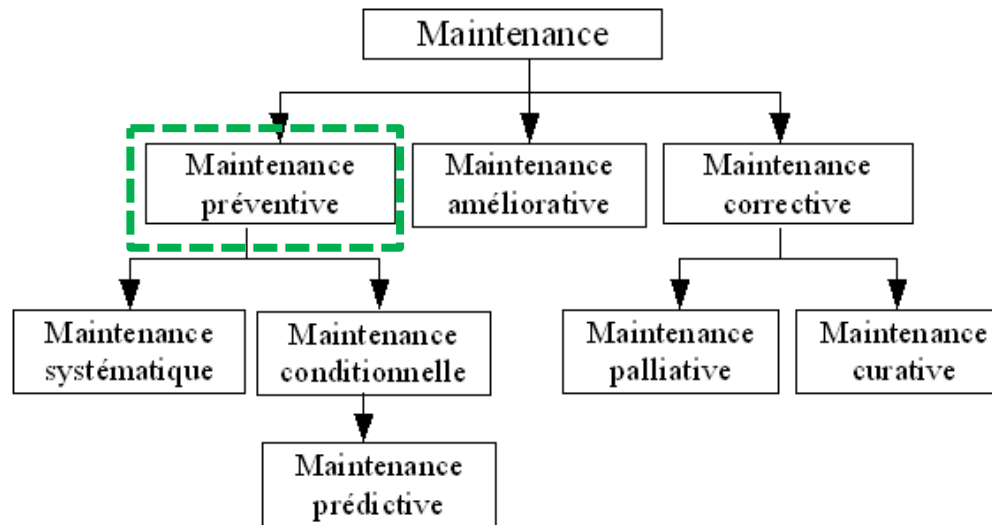 Maintenance
Maintenance
préventive
Maintenance
améliorative
Maintenance
corrective
Maintenance
systématique
Maintenance
conditionnelle
Maintenance
palliative
Maintenance
curative
Maintenance
prédictive